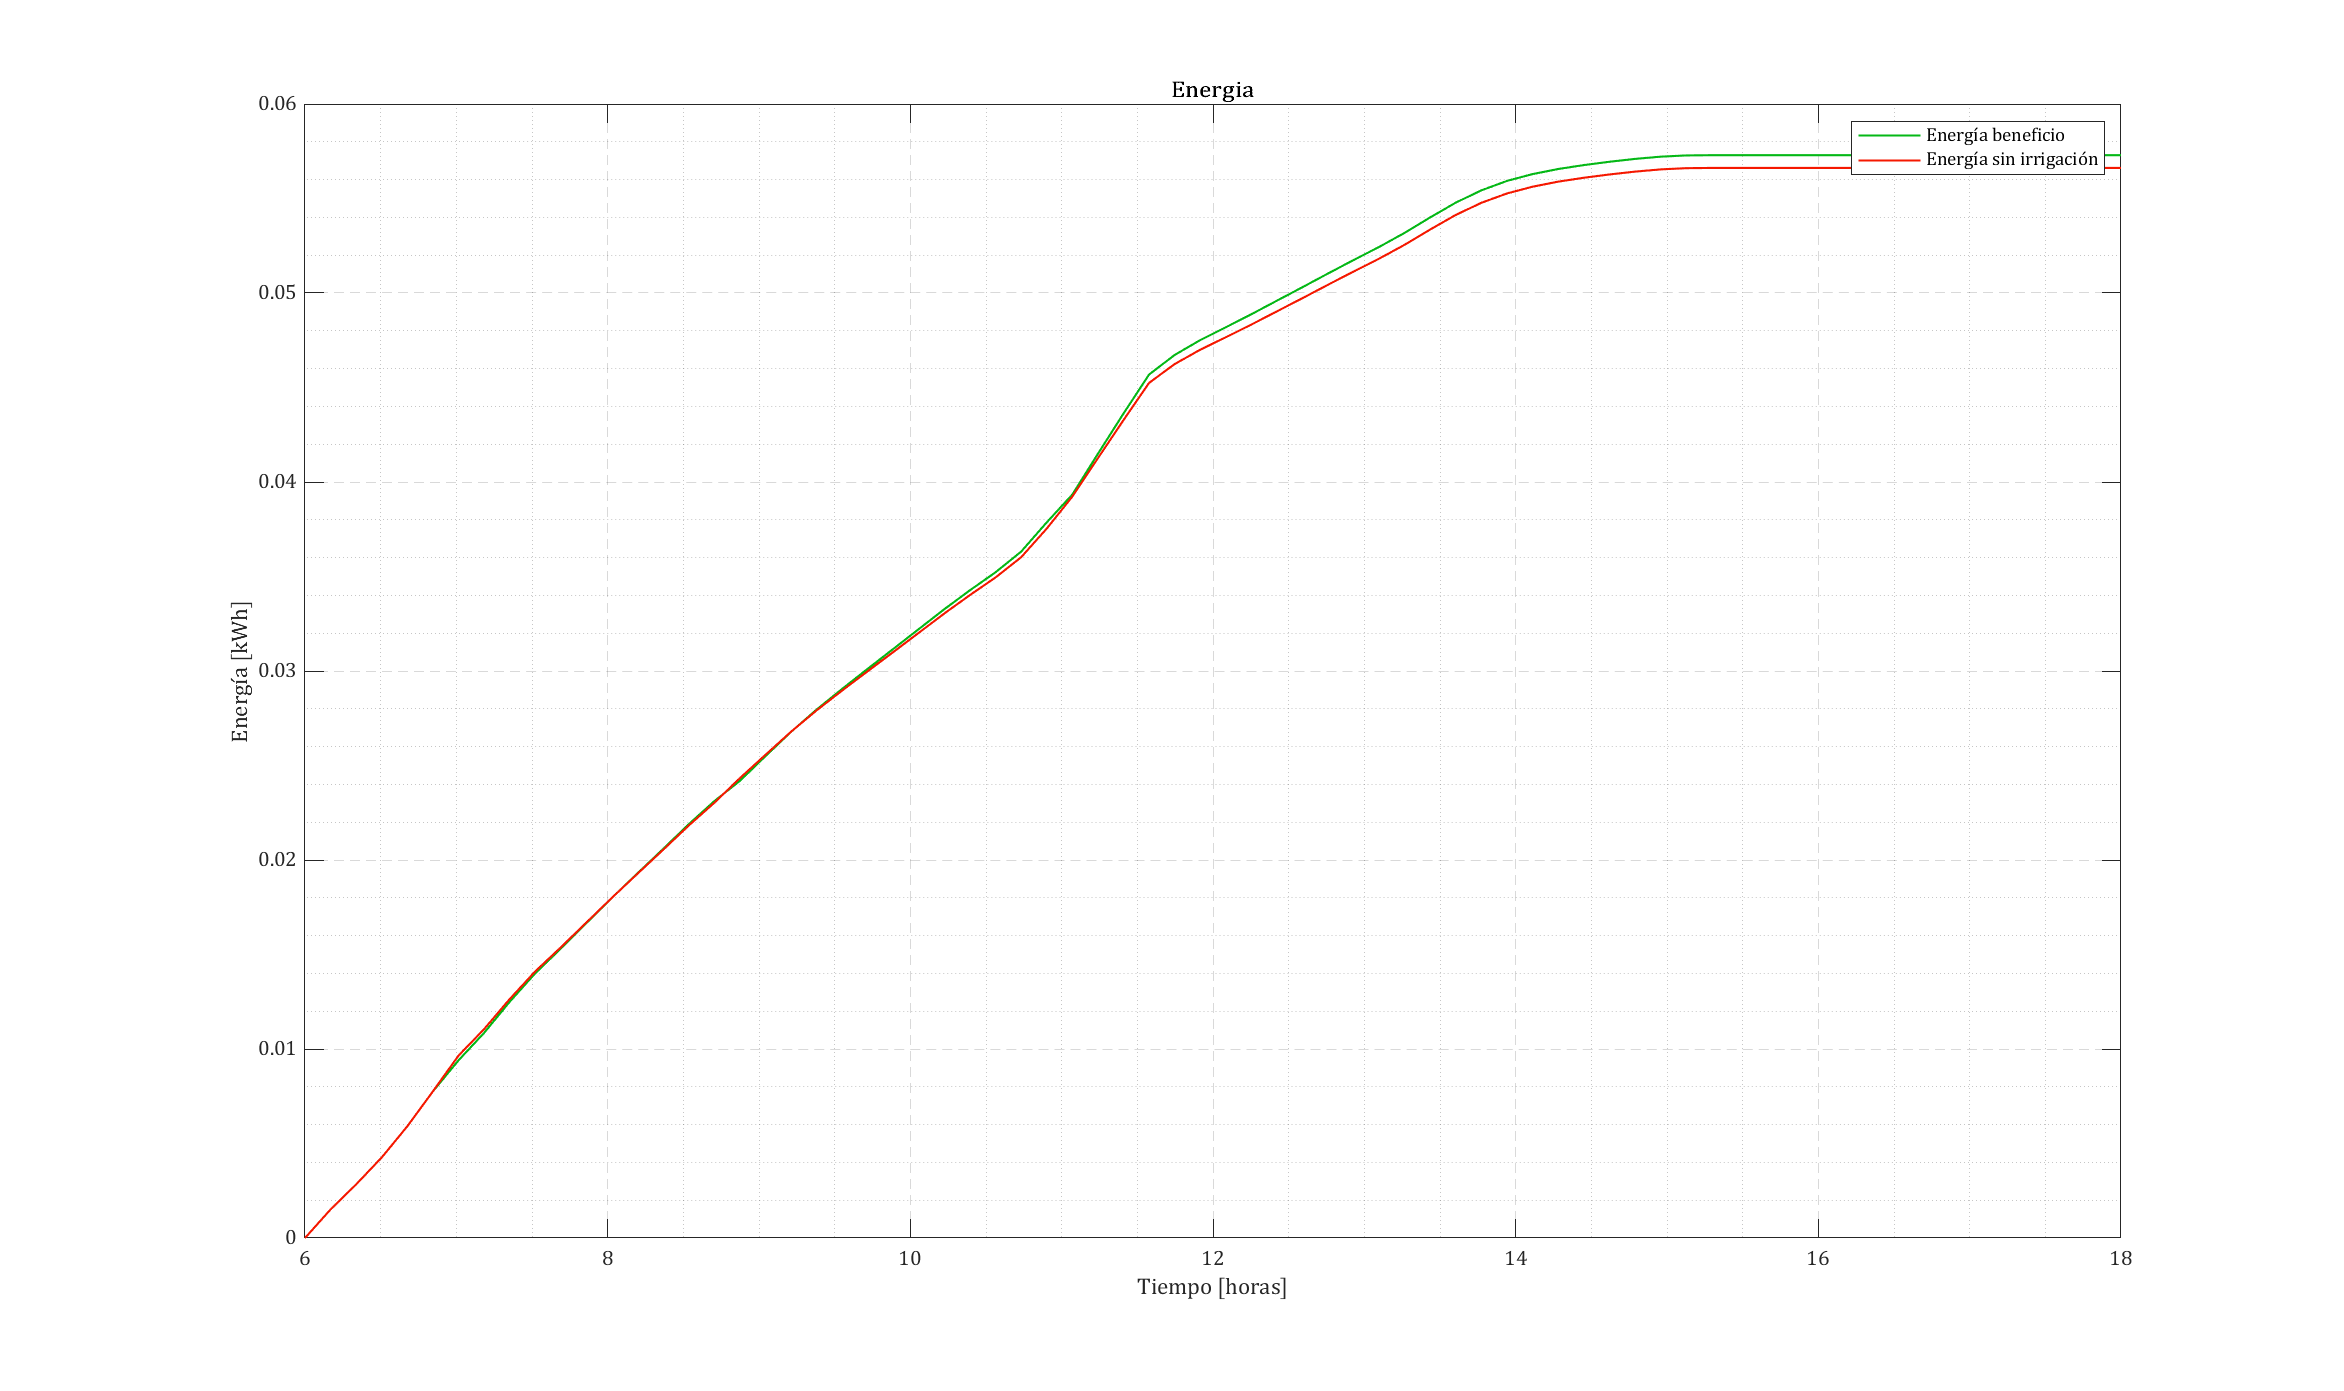 Energia
0.06
0.05
0.04
0.03
0.02
0.01
0
Energía [kWh]
Energía beneficio
Energía sin irrigación
6 8 10 12 14 16 18
Tiempo [horas]